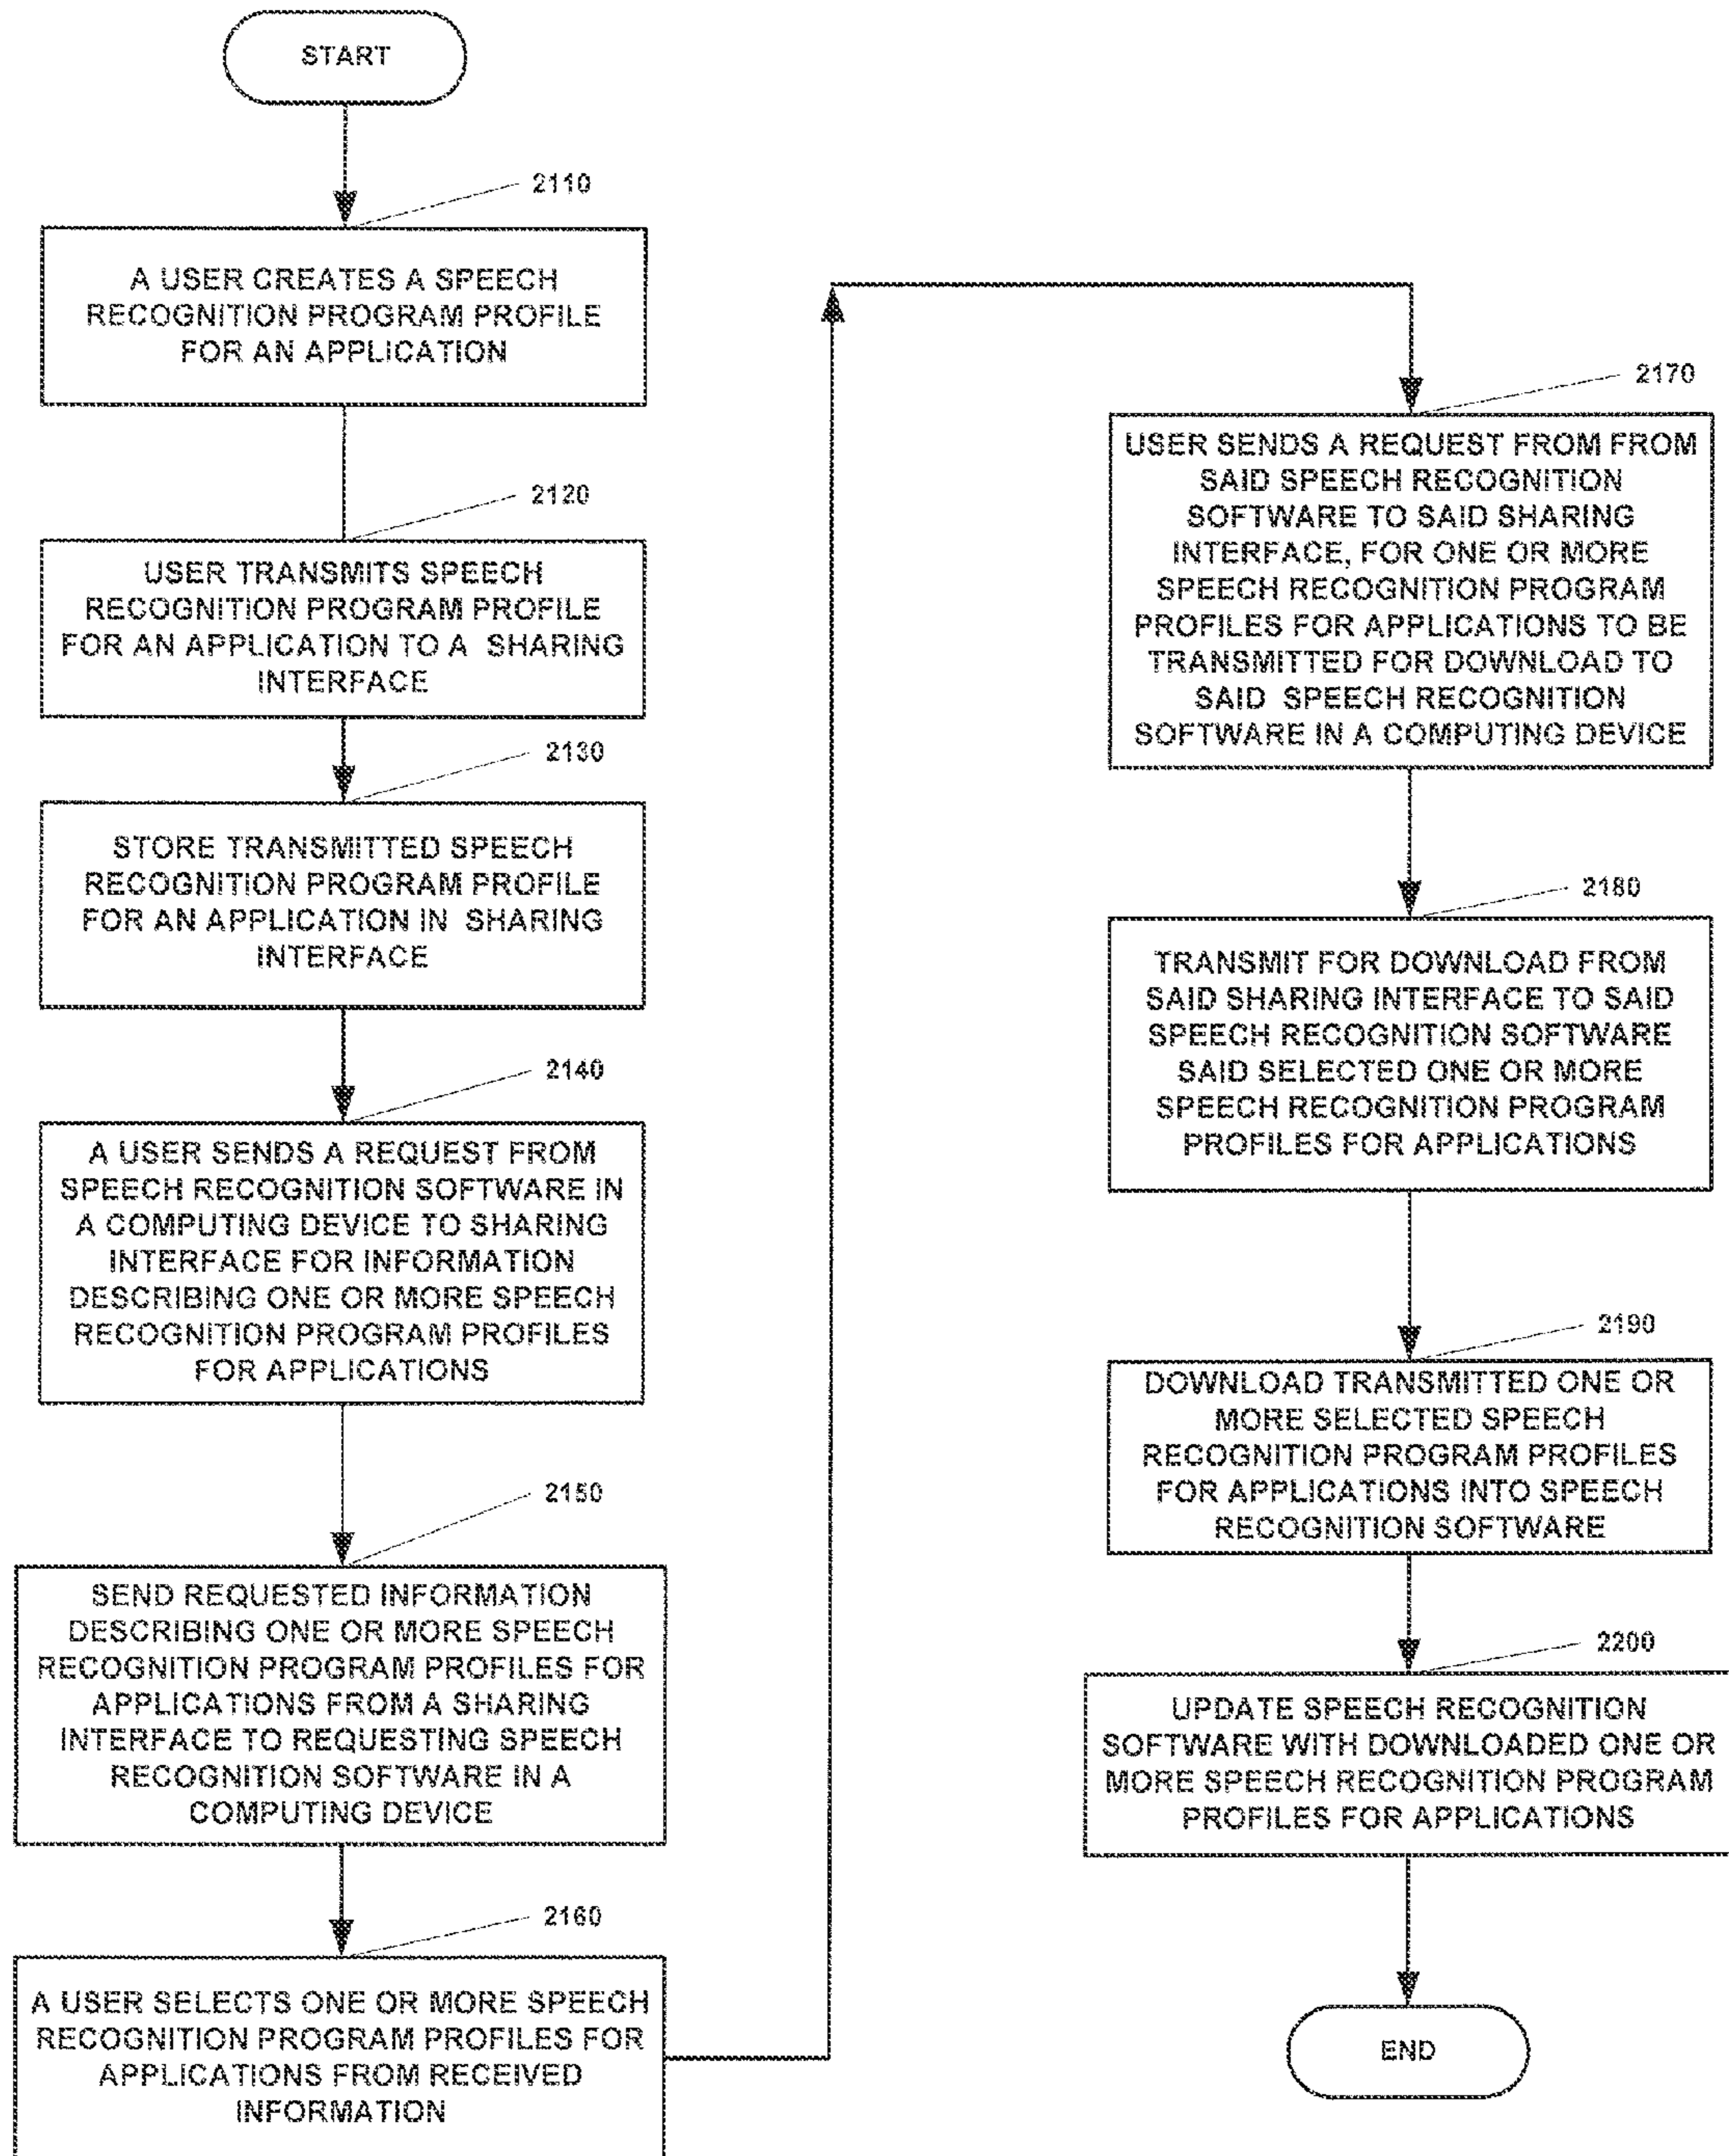 START
2110
A USER CREATES A SPEECH
RECOGNITION PROGRAM PROFILE
FOR AN APPLICATION
2120
USER TRANSMITS SPEECH
RECOGNITION PROGRAM PROFILE
FOR AN APPLICATION TO A SHARING
INTERFACE
2130
STORE TRANSMITTED SPEECH
RECOGNITION PROGRAM PROFILE
FOR AN APPLICATION IN SHARING
INTERFACE
2140
A USER SENDS A REQUEST FROM
SPEECH RECOGNITION SOFTWARE IN
A COMPUTING DEVICE TO SHARING
INTERFACE FOR INFORMATION
DESCRIBING ONE OR MORE SPEECH
RECOGNITION PROGRAM PROFILES
FOR APPLICATIONS
2150
SEND REQUESTED INFORMATION
DESCRIBING ONE OR MORE SPEECH
RECOGNITION PROGRAM PROFILES FOR
APPLICATIONS FROM A SHARING
INTERFACE TO REQUESTING SPEECH
RECOGNITION SOFTWARE IN A
COMPUTING DEVICE
2160
A USER SELECTS ONE OR MORE SPEECH
RECOGNITION PROGRAM PROFILES FOR
APPLICATIONS FROM RECEIVED
INFORMATION
2170
USER SENDS A REQUEST FROM FROM
SAID SPEECH RECOGNITION
SOFTWARE TO SAID SHARING
INTERFACE, FOR ONE OR MORE
SPEECH RECOGNITION PROGRAM
PROFILES FOR APPLICATIONS TO BE
TRANSMITTED FOR DOWNLOAD TO
SAID SPEECH RECOGNITION
SOFTWARE IN A COMPUTING DEVICE
2180
TRANSMIT FOR DOWNLOAD FROM
SAID SHARING INTERFACE TO SAID
SPEECH RECOGNITION SOFTWARE
SAID SELECTED ONE OR MORE
SPEECH RECOGNITION PROGRAM
PROFILES FOR APPLICATIONS
2190
DOWNLOAD TRANSMITTED ONE OR
MORE SELECTED SPEECH
RECOGNITION PROGRAM PROFILES
FOR APPLICATIONS INTO SPEECH
RECOGNITION SOFTWARE
2200
UPDATE SPEECH RECOGNITION
SOFTWARE WITH DOWNLOADED ONE OR
MORE SPEECH RECOGNITION PROGRAM
PROFILES FOR APPLICATIONS
END